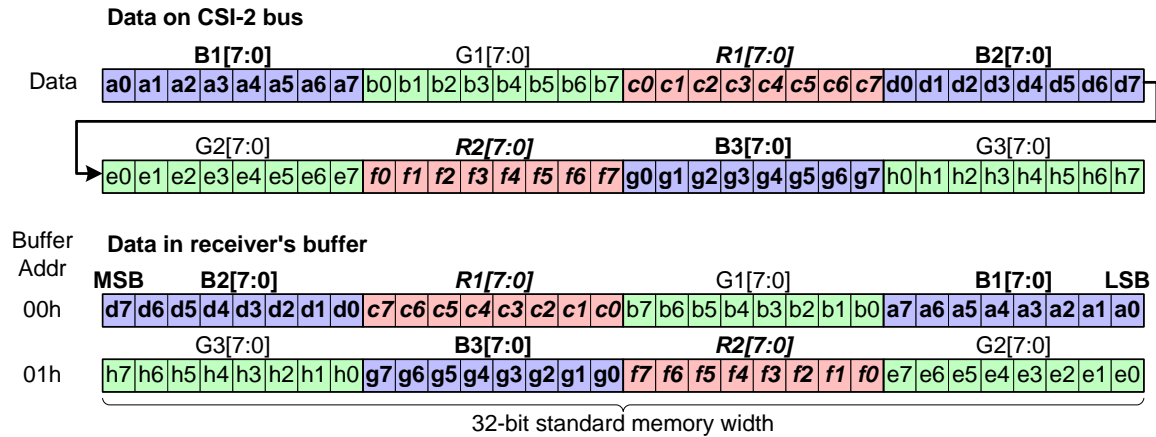 Data on CSI-2 bus
B1[7:0] G1[7:0] R1[7:0] B2[7:0]
Data a0 a1 a2 a3 a4 a5 a6 a7 b0 b1 b2 b3 b4 b5 b6 b7 c0 c1 c2 c3 c4 c5 c6 c7 d0 d1 d2 d3 d4 d5 d6 d7
G2[7:0] R2[7:0] B3[7:0] G3[7:0]
e0 e1 e2 e3 e4 e5 e6 e7 f0 f1 f2 f3 f4 f5 f6 f7 g0 g1 g2 g3 g4 g5 g6 g7 h0 h1 h2 h3 h4 h5 h6 h7
Buffer Addr
Data in receiver's buffer
MSB B2[7:0] R1[7:0] G1[7:0] B1[7:0] LSB
00h d7 d6 d5 d4 d3 d2 d1 d0 c7 c6 c5 c4 c3 c2 c1 c0 b7 b6 b5 b4 b3 b2 b1 b0 a7 a6 a5 a4 a3 a2 a1 a0
G3[7:0] B3[7:0] R2[7:0] G2[7:0]
01h h7 h6 h5 h4 h3 h2 h1 h0 g7 g6 g5 g4 g3 g2 g1 g0 f7 f6 f5 f4 f3 f2 f1 f0 e7 e6 e5 e4 e3 e2 e1 e0
32-bit standard memory width